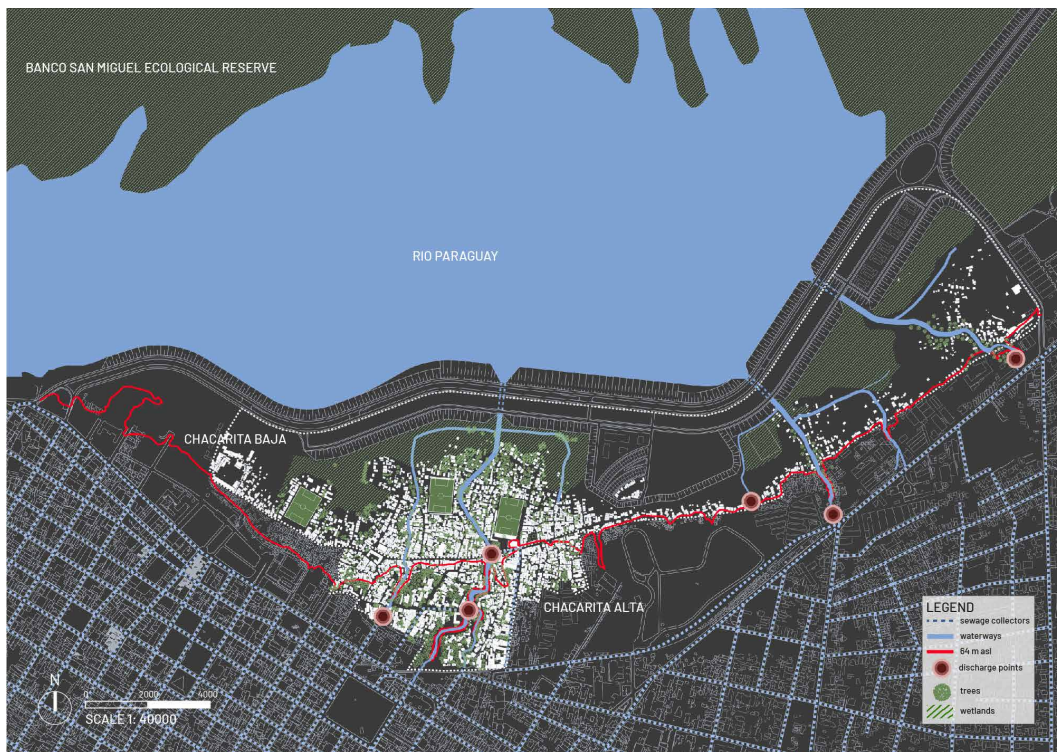 BANCO SAN MIGUEL ECOLOGICAL RESERVE
RIO PARAGUAY
CHACARITA BAJA
CHACARITA ALTA
LEGEND
sewage collectors
waterways
64 m asl
discharge points
trees
wetlands
N
0 2000 4000
SCALE 1: 40000